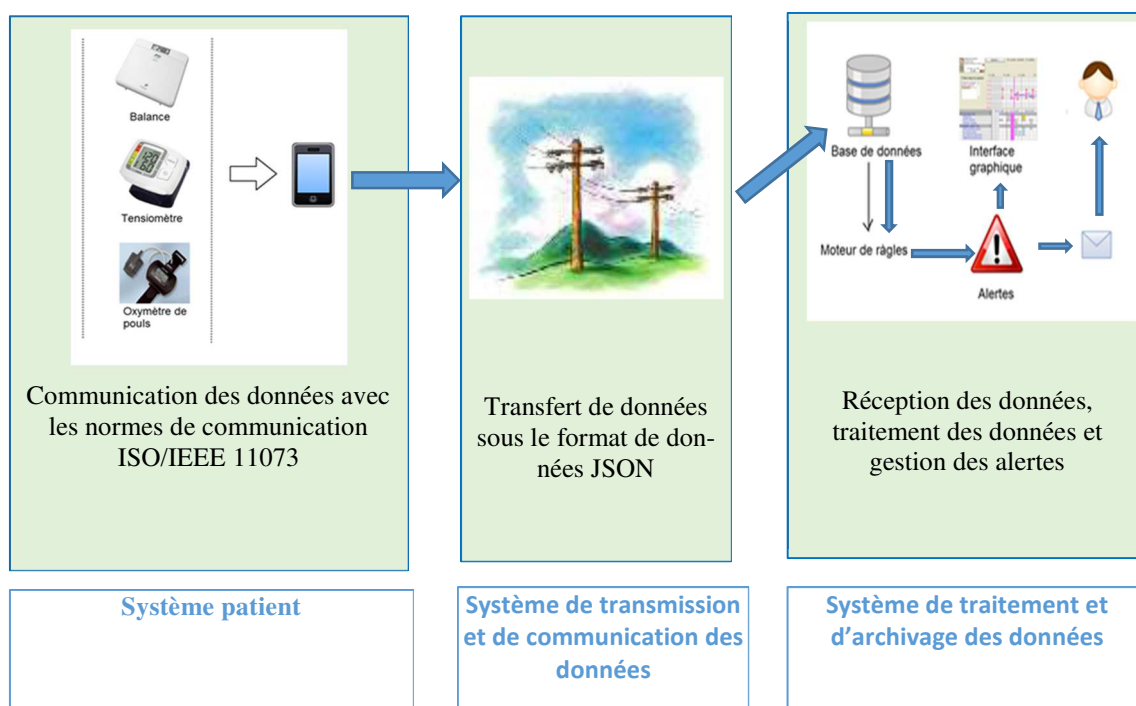 Balance
Tensiomètre
Oxymètre de
pouls
Communication des données avec
les normes de communication
ISO/IEEE 11073
Système patient
Transfert de données
sous le format de don-
nées JSON
Système de transmission
et de communication des
données
Base de données
Interface
graphique
Moteur de ràgles
Alertes
Réception des données,
traitement des données et
gestion des alertes
Système de traitement et
d’archivage des données